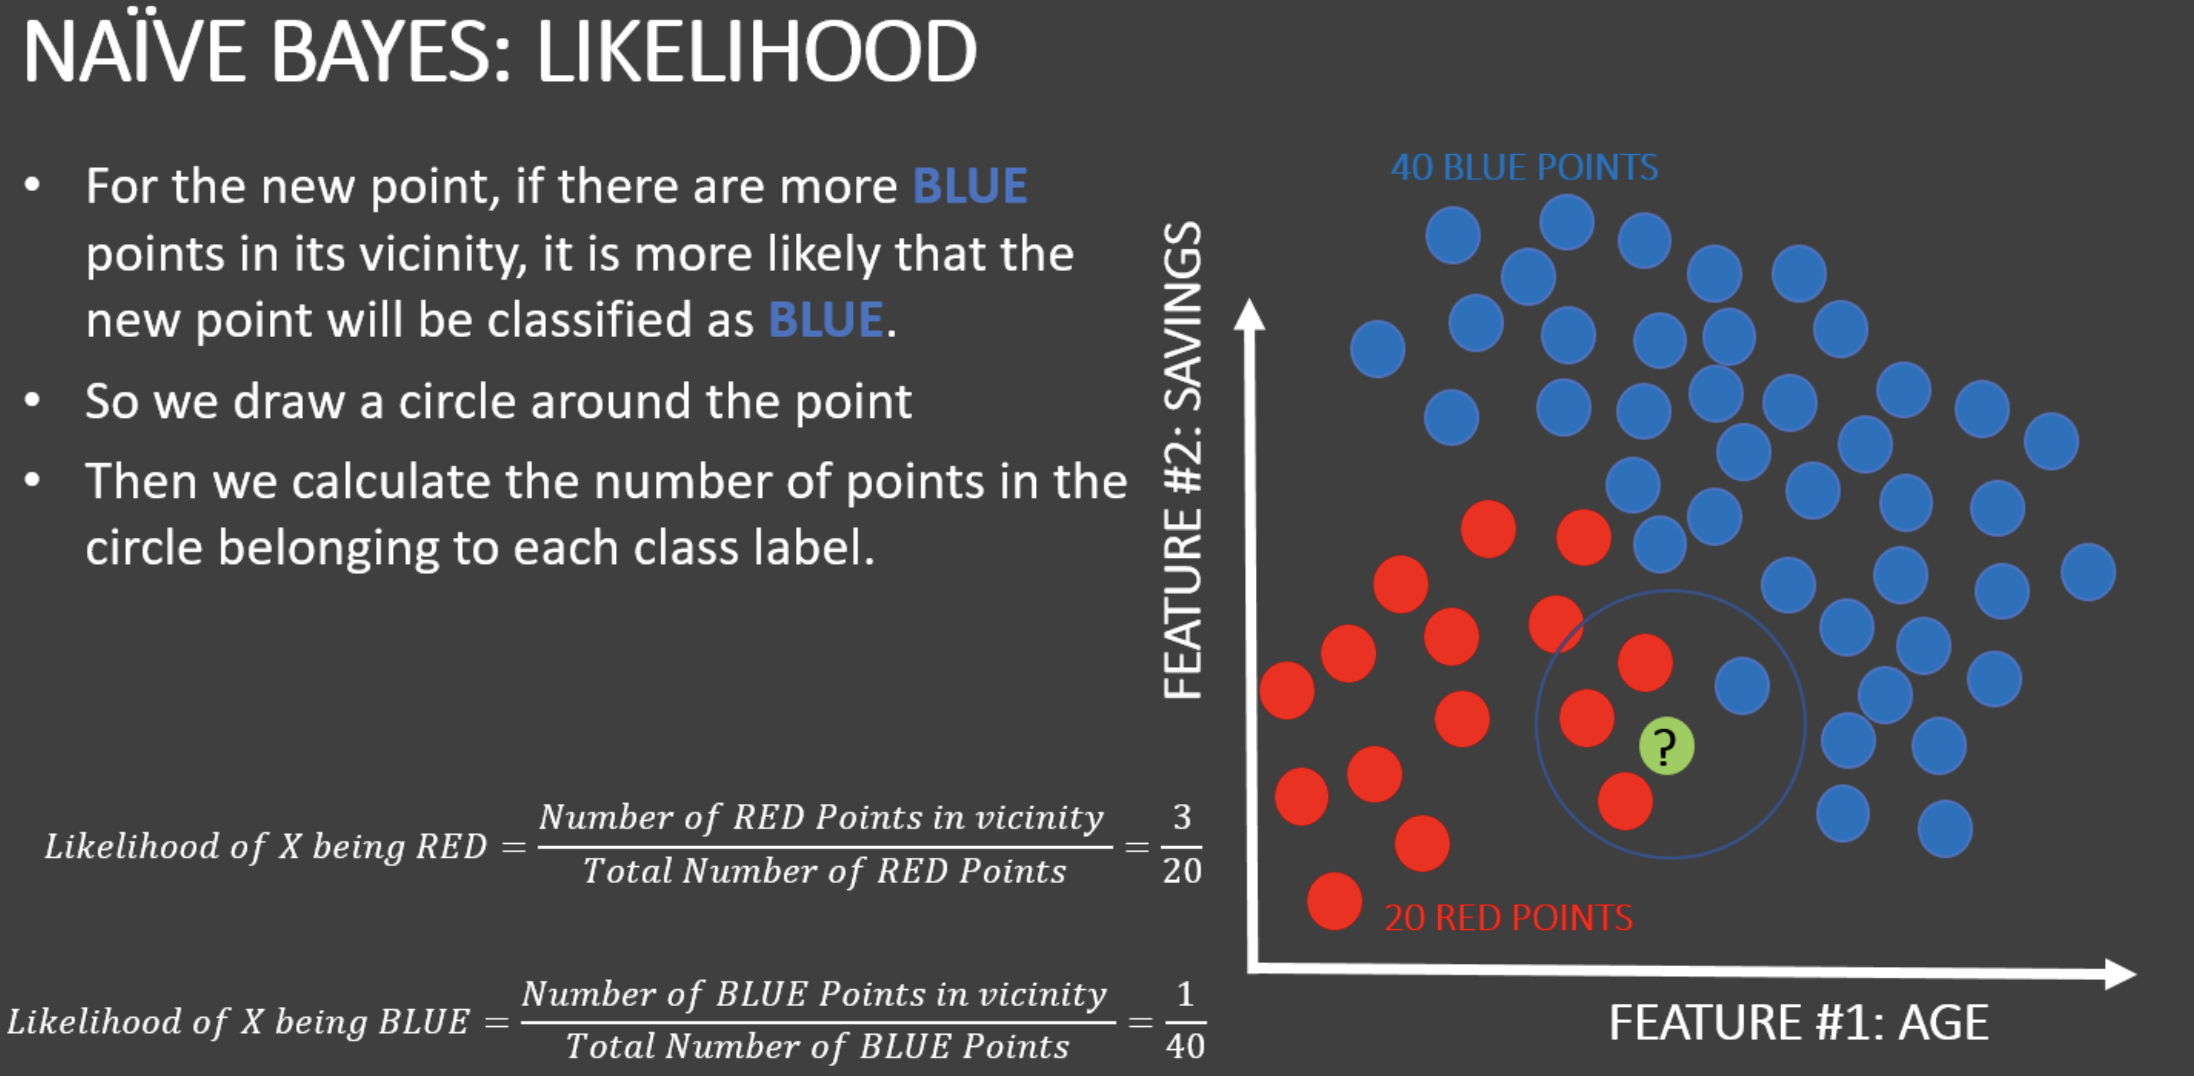 NAÏVE BAYES: LIKELIHOOD
• For the new point, if there are more BLUE
points in its vicinity, it is more likely that the
new point will be classified as BLUE.
• So we draw a circle around the point
• Then we calculate the number of points in the
circle belonging to each class label.
Likelihood of X being RED = Number of RED Points in vicinity / Total Number of RED Points = 3/20
Likelihood of X being BLUE = Number of BLUE Points in vicinity / Total Number of BLUE Points = 1/40
40 BLUE POINTS
FEATURE #2: SAVINGS
?
20 RED POINTS
FEATURE #1: AGE